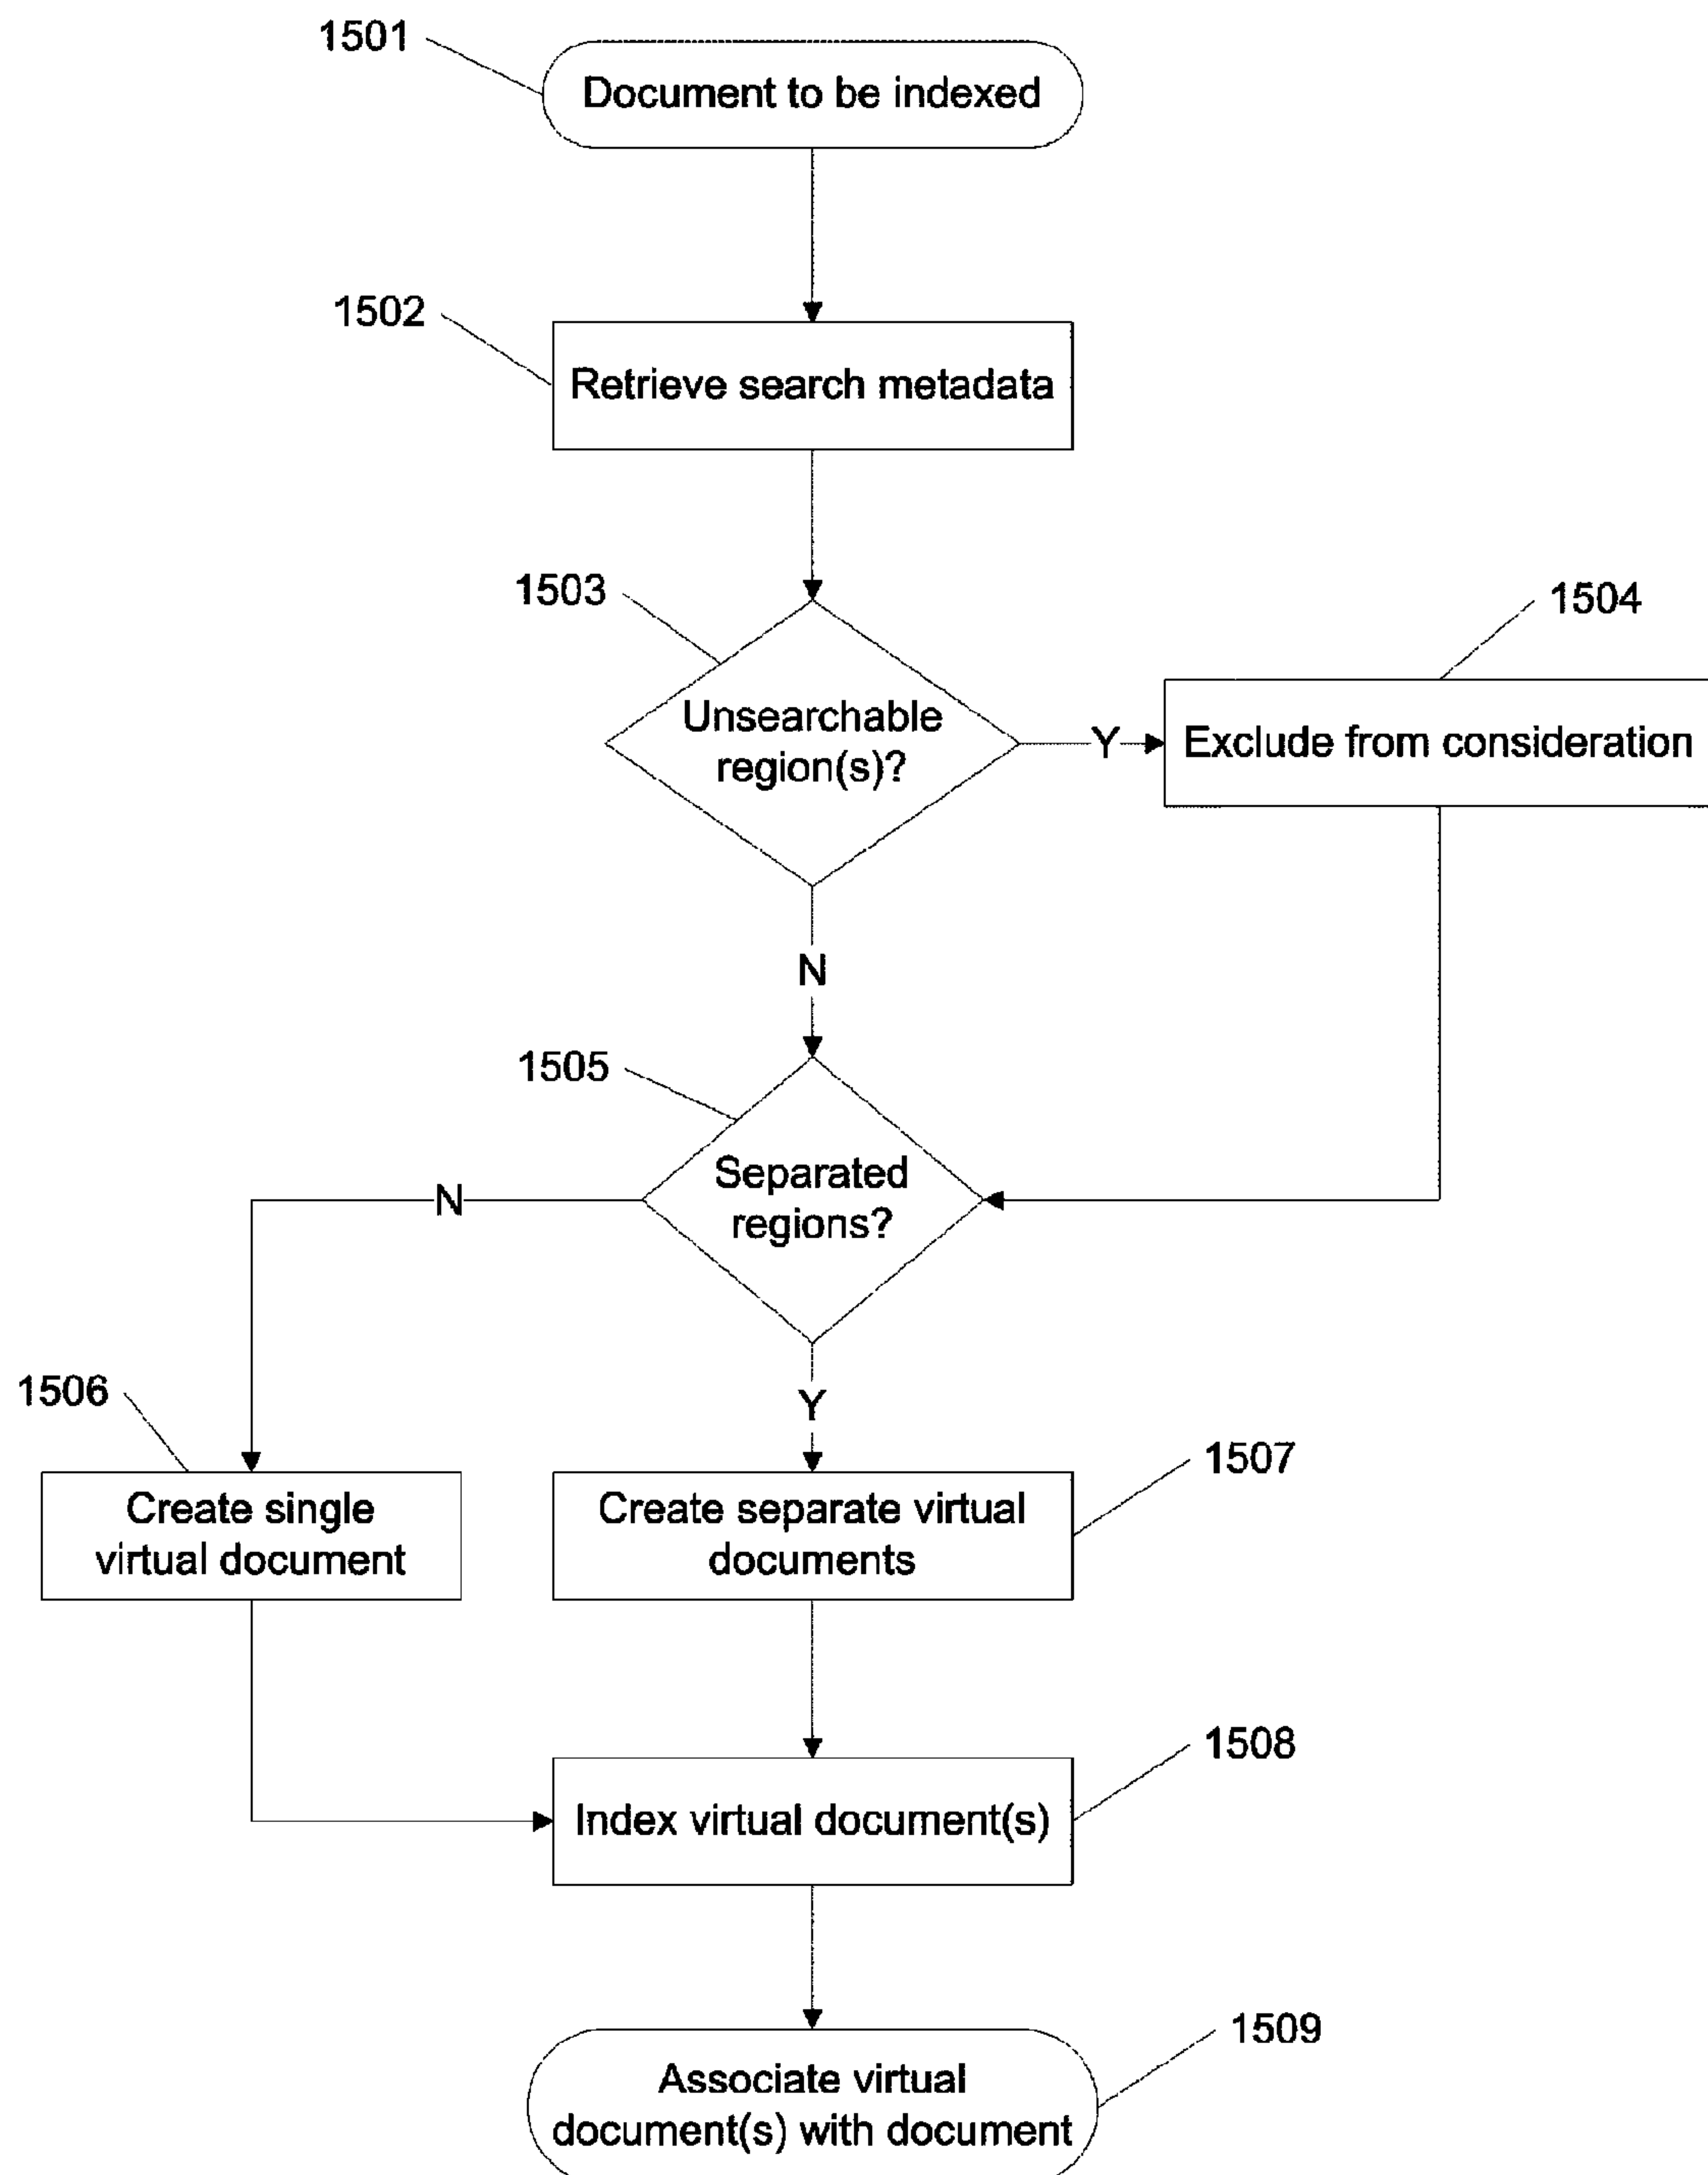 1501
Document to be indexed
1502
Retrieve search metadata
1503
1504
Unsearchable
region(s)?
Y
Exclude from consideration
N
1505
Separated
regions?
N
Y
1506
1507
Create single
virtual document
Create separate virtual
documents
1508
Index virtual document(s)
1509
Associate virtual
document(s) with document